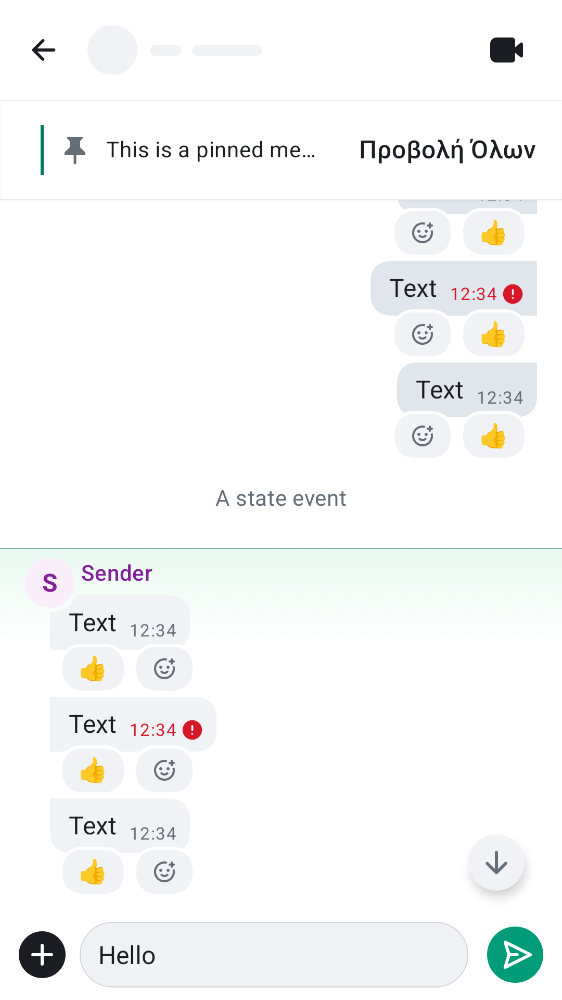 This is a pinned me…
Προβολή Όλων
Text 12:34
Text 12:34
A state event
S
Sender
Text 12:34
Text 12:34
Text 12:34
Hello